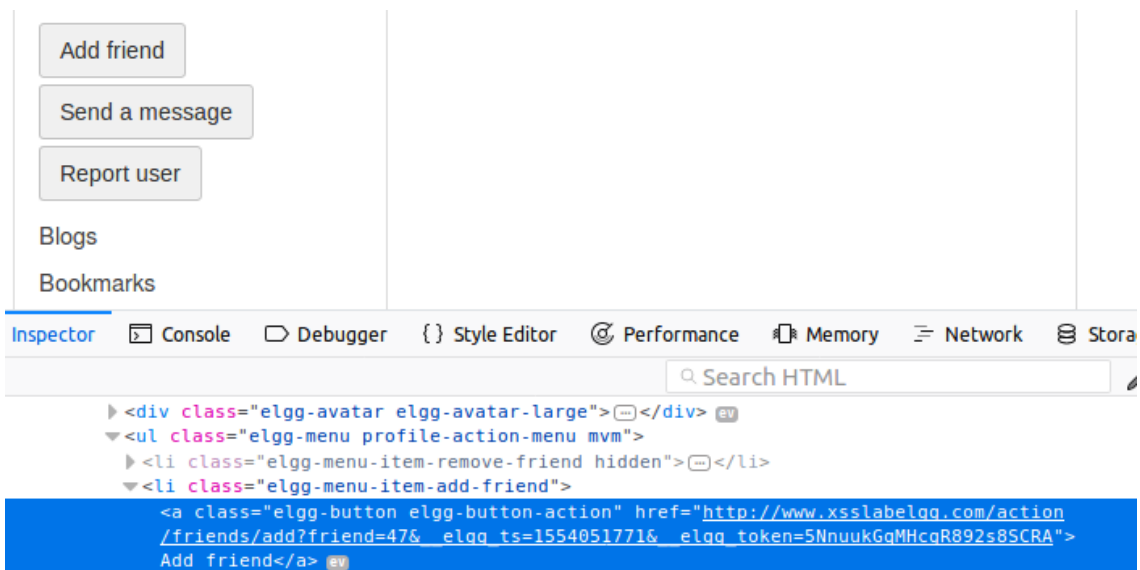 Add friend
Send a message
Report user
Blogs
Bookmarks
Inspector Console Debugger {} Style Editor Performance Memory Network Stora
Search HTML
<div class="elgg-avatar elgg-avatar-large"></div> ev
<ul class="elgg-menu profile-action-menu mvm">
<li class="elgg-menu-item-remove-friend hidden"></li>
<li class="elgg-menu-item-add-friend">
<a class="elgg-button elgg-button-action" href="http://www.xsslabelgg.com/action
/friends/add?friend=47&__elgg_ts=1554051771&__elgg_token=5NnuukGqMHcqR892s8SCRA">
Add friend</a> ev